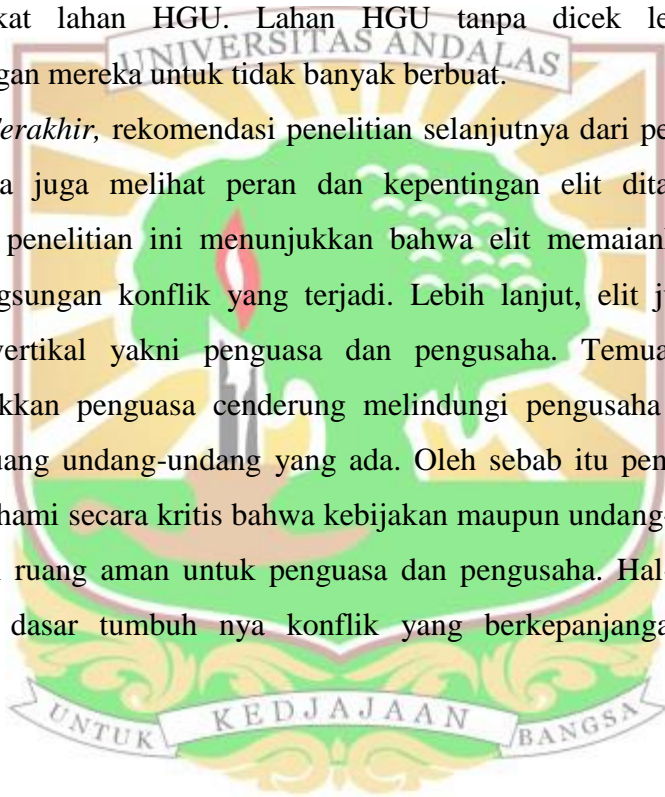 kat lahan HGU. Lahan HGU tanpa dicek le
UNIVERSITAS ANDALAS
gan mereka untuk tidak banyak berbuat.
erakhir, rekomendasi penelitian selanjutnya dari pe
a juga melihat peran dan kepentingan elit dita
penelitian ini menunjukkan bahwa elit memaian
gsungan konflik yang terjadi. Lebih lanjut, elit j
vertikal yakni penguasa dan pengusaha. Temua
kkan penguasa cenderung melindungi pengusaha
uang undang-undang yang ada. Oleh sebab itu pen
hami secara kritis bahwa kebijakan maupun undang-
ruang aman untuk penguasa dan pengusaha. Hal-
dasar tumbuh nya konflik yang berkepanjanga
UNTUK KEDJAJAAN BANGSA